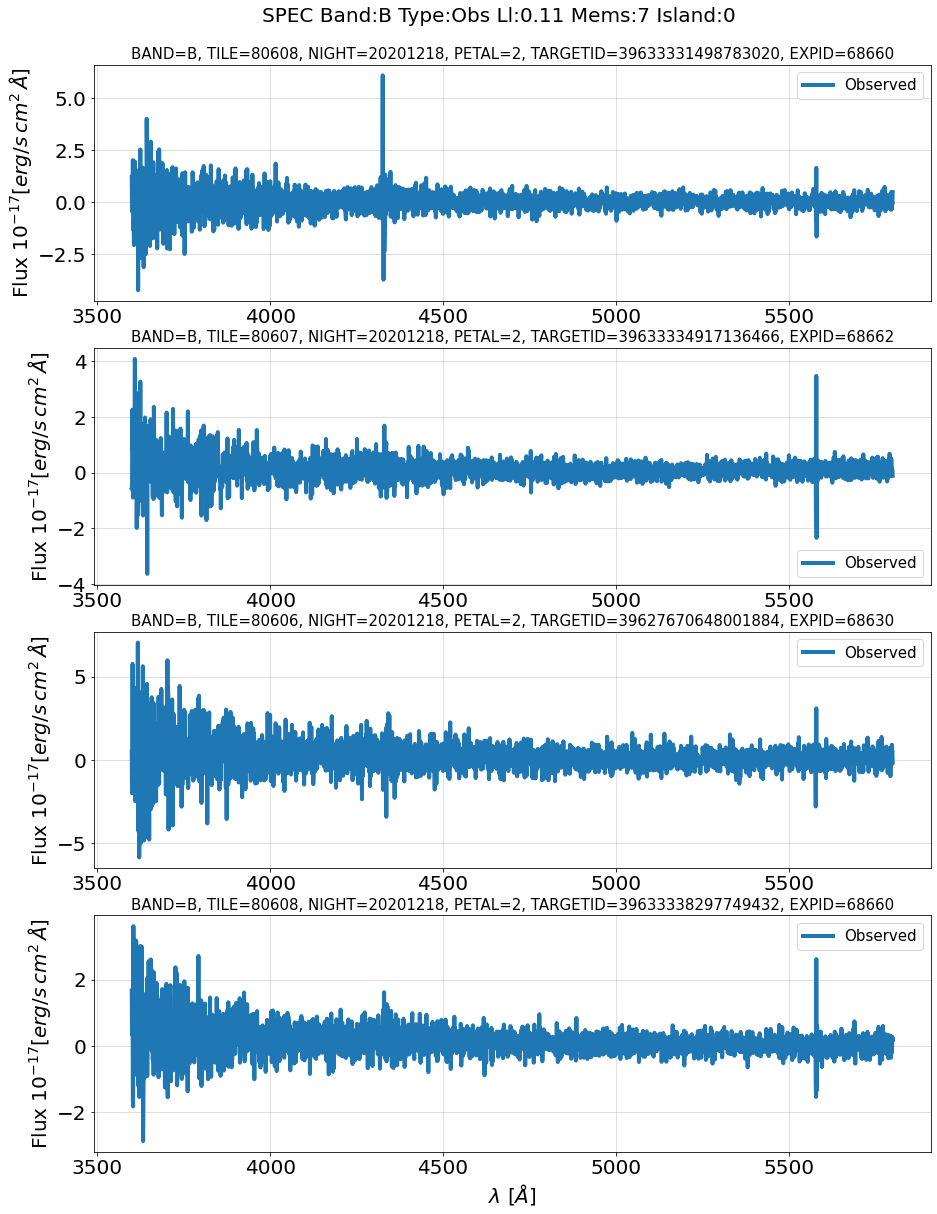 SPEC Band:B Type:Obs Ll:0.11 Mems:7 Island:0
BAND=B, TILE=80608, NIGHT=20201218, PETAL=2, TARGETID=39633331498783020, EXPID=68660
Flux 10^{-17}[erg/s cm^2 Å]
5.0
2.5
0.0
−2.5
Observed
3500 4000 4500 5000 5500
BAND=B, TILE=80607, NIGHT=20201218, PETAL=2, TARGETID=39633334917136466, EXPID=68662
Flux 10^{-17}[erg/s cm^2 Å]
4
2
0
−2
−4
Observed
3500 4000 4500 5000 5500
BAND=B, TILE=80606, NIGHT=20201218, PETAL=2, TARGETID=39627670648001884, EXPID=68630
Flux 10^{-17}[erg/s cm^2 Å]
5
0
−5
Observed
3500 4000 4500 5000 5500
BAND=B, TILE=80608, NIGHT=20201218, PETAL=2, TARGETID=39633338297749432, EXPID=68660
Flux 10^{-17}[erg/s cm^2 Å]
2
0
−2
Observed
3500 4000 4500 5000 5500
λ [Å]